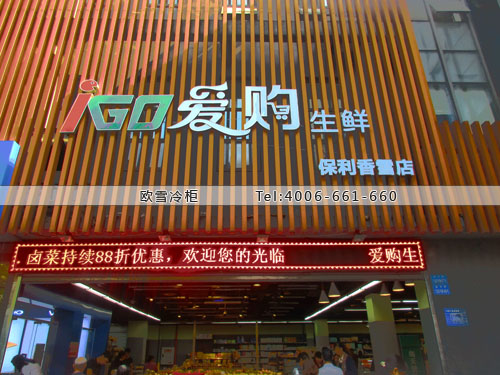 iGO爱购生鲜
保利香雪店
欧雪冷柜 Tel:4006-661-660
卤菜持续88折优惠，欢迎您的光临 爱购生